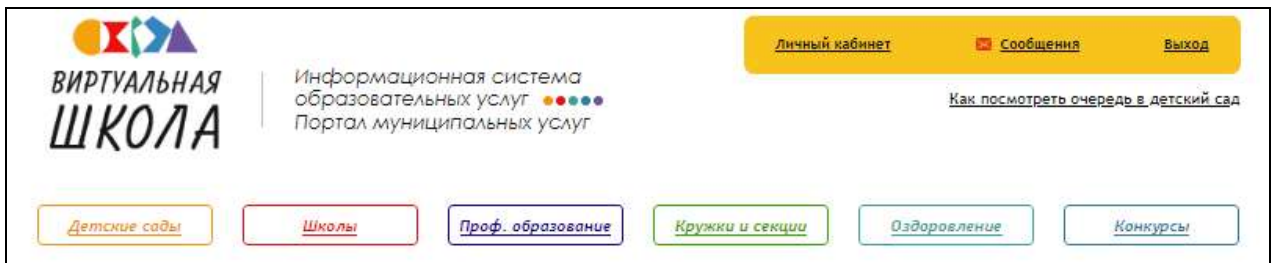 Личный кабинет Сообщения Выход
ВИРТУАЛЬНАЯ
ШКОЛА
Информационная система
образовательных услуг
Портал муниципальных услуг
Как посмотреть очередь в детский сад
Детские сады Школы Проф. образование Кружки и секции Оздоровление Конкурсы